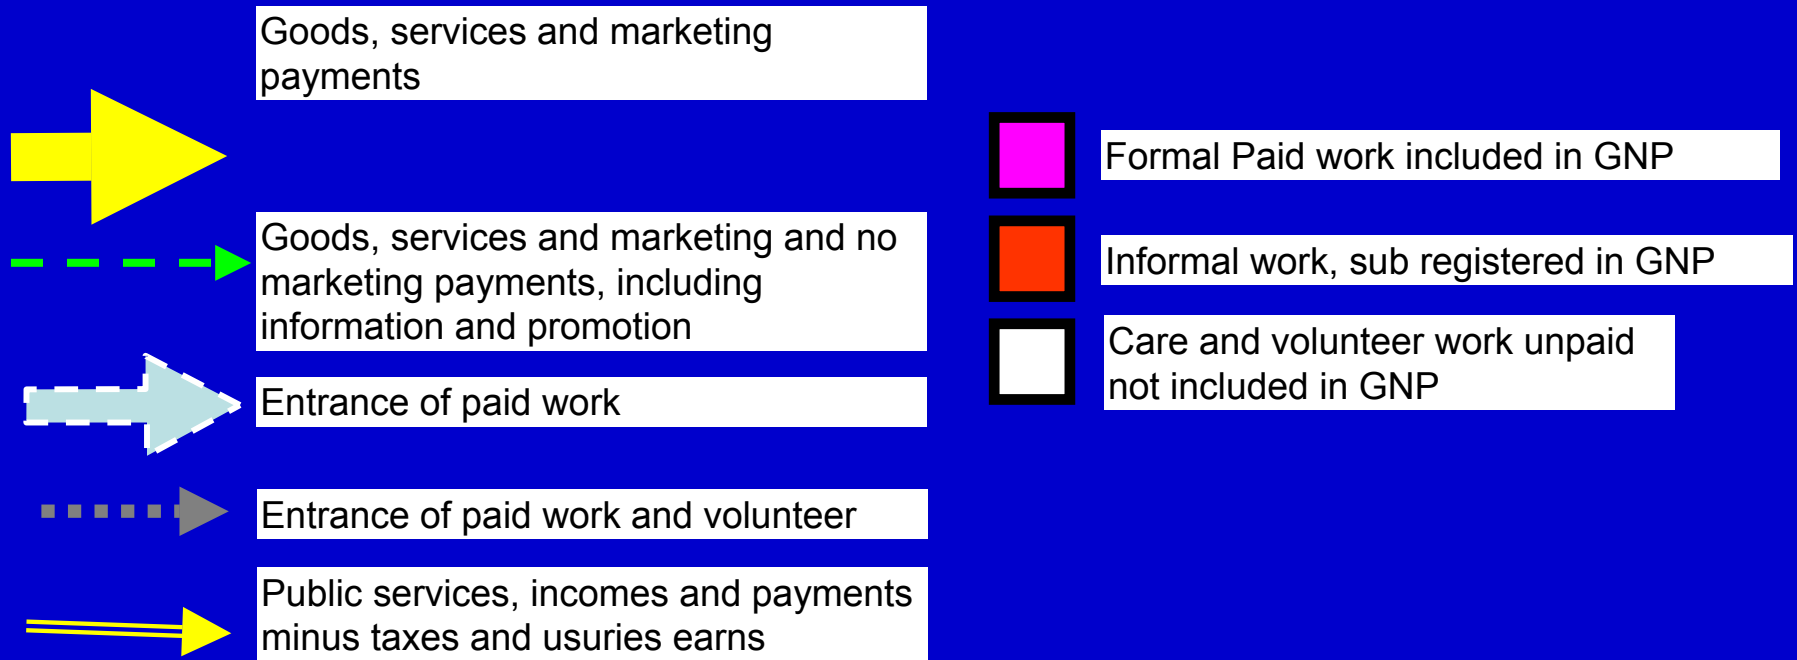 Goods, services and marketing
payments
Goods, services and marketing and no
marketing payments, including
information and promotion
Entrance of paid work
Entrance of paid work and volunteer
Public services, incomes and payments
minus taxes and usuries earns
Formal Paid work included in GNP
Informal work, sub registered in GNP
Care and volunteer work unpaid
not included in GNP